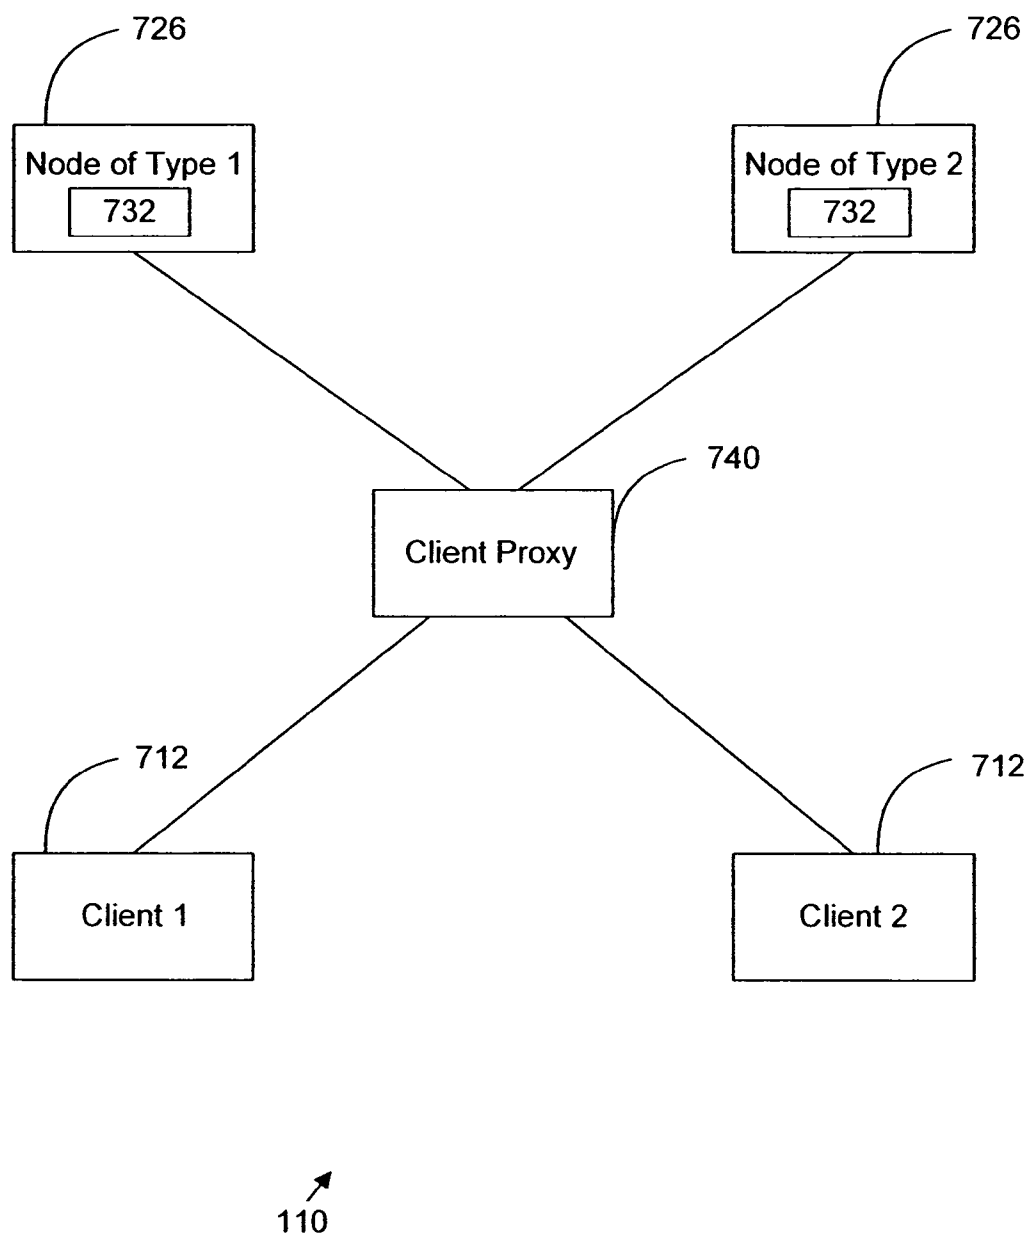 726
726
Node of Type 1
732
Node of Type 2
732
740
Client Proxy
712
712
Client 1
Client 2
110